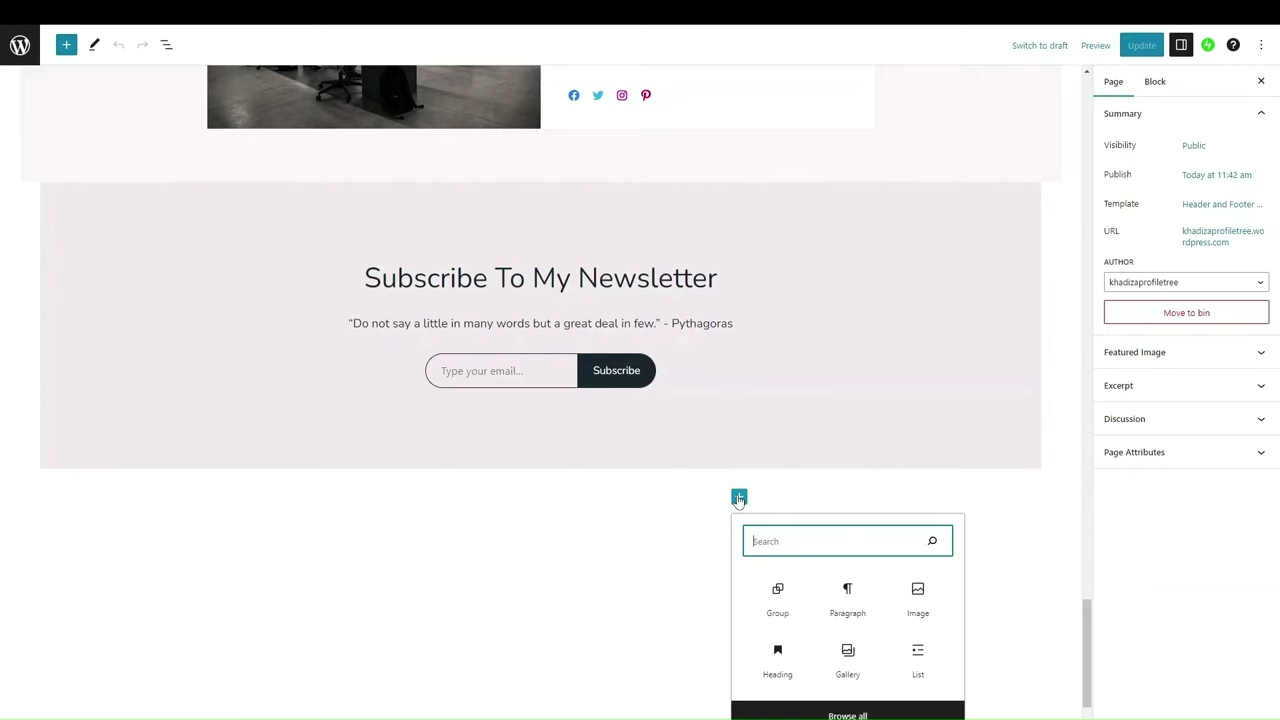 Switch to draft
Preview
Update
Page
Block
Summary
Visibility
Public
Publish
Today at 11:42 am
Template
Header and Footer ...
URL
khadizaprofiletree.wo
rdpress.com
AUTHOR
khadizaprofiletree
Move to bin
Featured Image
Excerpt
Discussion
Page Attributes
Subscribe To My Newsletter
“Do not say a little in many words but a great deal in few.” - Pythagoras
Type your email...
Subscribe
Search
Group
Paragraph
Image
Heading
Gallery
List
Browse all